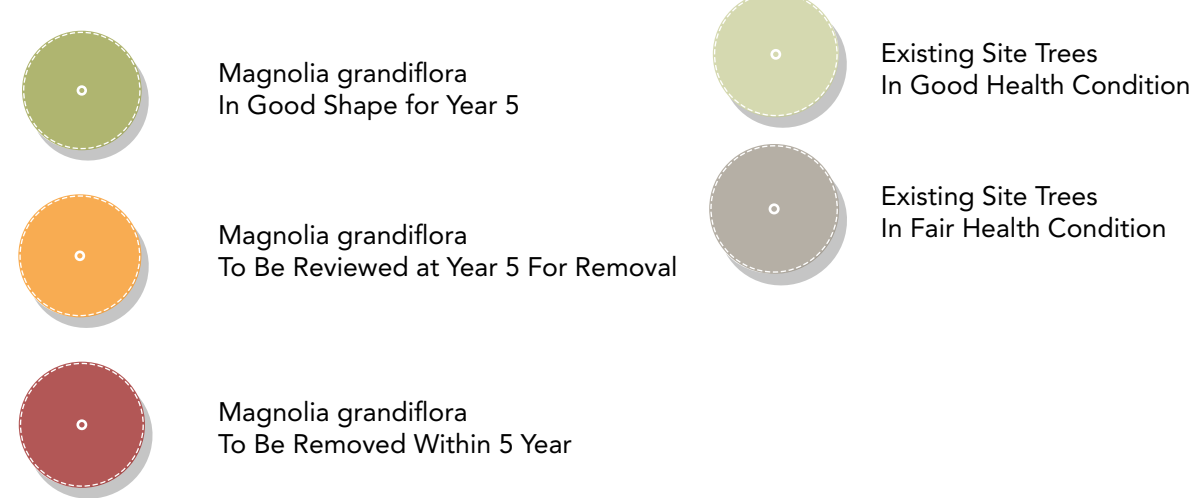 Magnolia grandiflora
In Good Shape for Year 5
Magnolia grandiflora
To Be Reviewed at Year 5 For Removal
Magnolia grandiflora
To Be Removed Within 5 Year
Existing Site Trees
In Good Health Condition
Existing Site Trees
In Fair Health Condition